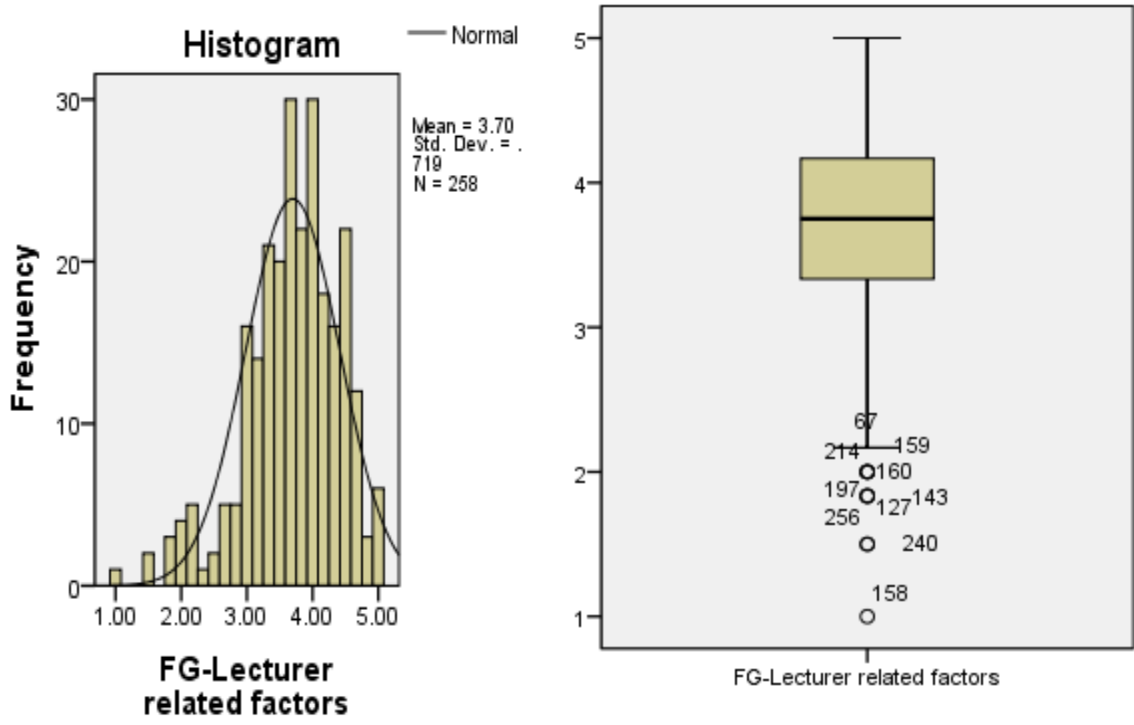 Histogram
Normal
Mean = 3.70
Std. Dev. = .
719
N = 258
30
20
10
0
1.00 2.00 3.00 4.00 5.00
Frequency
FG-Lecturer
related factors
5
4
3
2
1
67
214 159
160
197 143
127
256
240
158
FG-Lecturer related factors